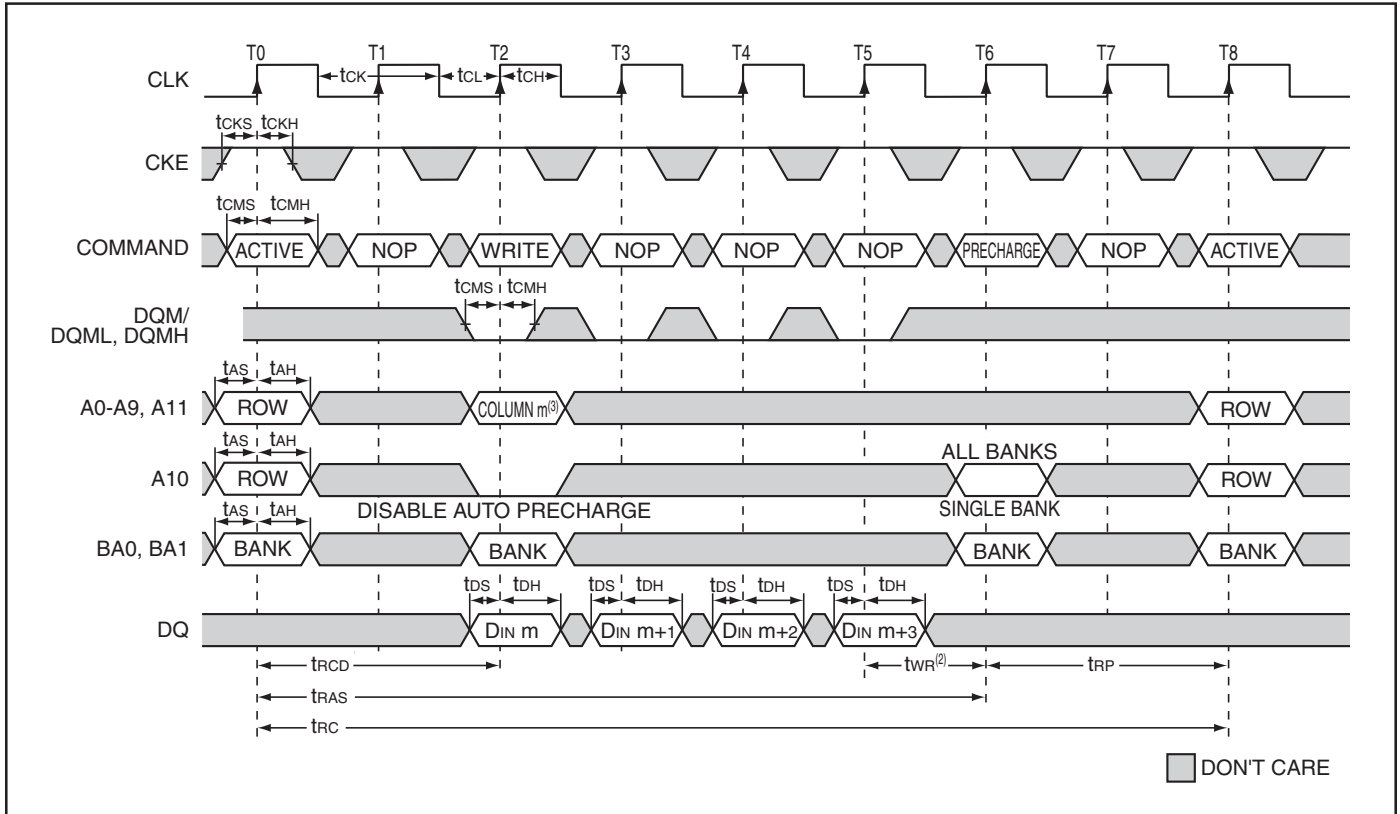 T0 T1 T2 T3 T4 T5 T6 T7 T8
CLK tCK tCL tCH
tCKS tCKH
CKE
tCMS tCMH
COMMAND ACTIVE NOP WRITE NOP NOP NOP PRECHARGE NOP ACTIVE
tCMS tCMH
DQM/
DQML, DQMH
tAS tAH
A0-A9, A11 ROW COLUMN m(3) ROW
tAS tAH ALL BANKS
A10 ROW ROW
DISABLE AUTO PRECHARGE SINGLE BANK
tAS tAH
BA0, BA1 BANK BANK BANK BANK
tDS tDH tDS tDH tDS tDH tDS tDH
DQ DIN m DIN m+1 DIN m+2 DIN m+3
tRCD tWR(2) tRP
tRAS
tRC
DON'T CARE